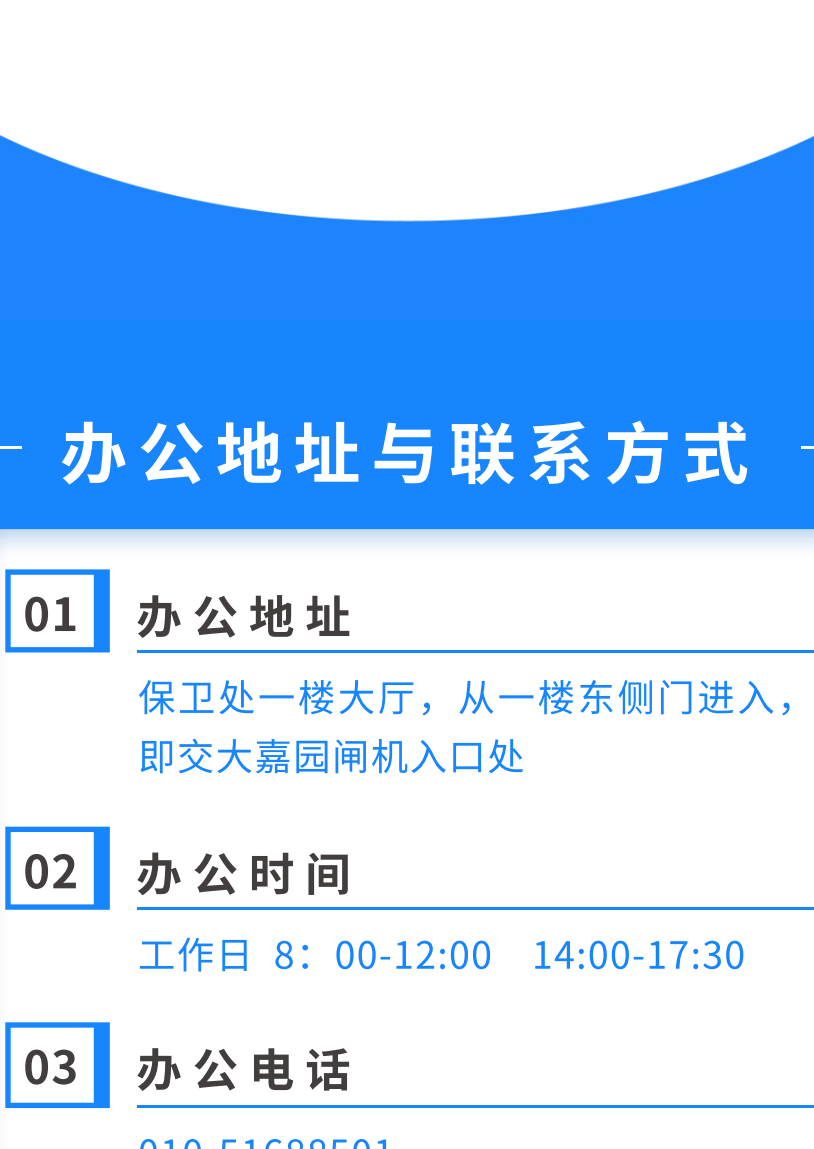 办公地址与联系方式
01 办公地址
保卫处一楼大厅，从一楼东侧门进入，
即交大嘉园闸机入口处
02 办公时间
工作日 8：00-12:00 14:00-17:30
03 办公电话